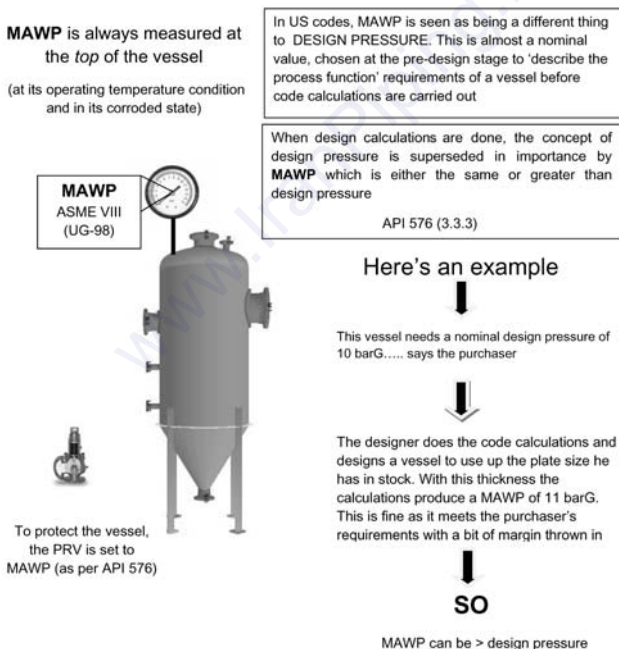 MAWP is always measured at
the top of the vessel
(at its operating temperature condition
and in its corroded state)
In US codes, MAWP is seen as being a different thing
to DESIGN PRESSURE. This is almost a nominal
value, chosen at the pre-design stage to ‘describe the
process function’ requirements of a vessel before
code calculations are carried out
When design calculations are done, the concept of
design pressure is superseded in importance by
MAWP which is either the same or greater than
design pressure
API 576 (3.3.3)
MAWP
ASME VIII
(UG-98)
Here’s an example
This vessel needs a nominal design pressure of
10 barG….. says the purchaser
The designer does the code calculations and
designs a vessel to use up the plate size he
has in stock. With this thickness the
calculations produce a MAWP of 11 barG.
This is fine as it meets the purchaser’s
requirements with a bit of margin thrown in
To protect the vessel,
the PRV is set to
MAWP (as per API 576)
SO
MAWP can be > design pressure